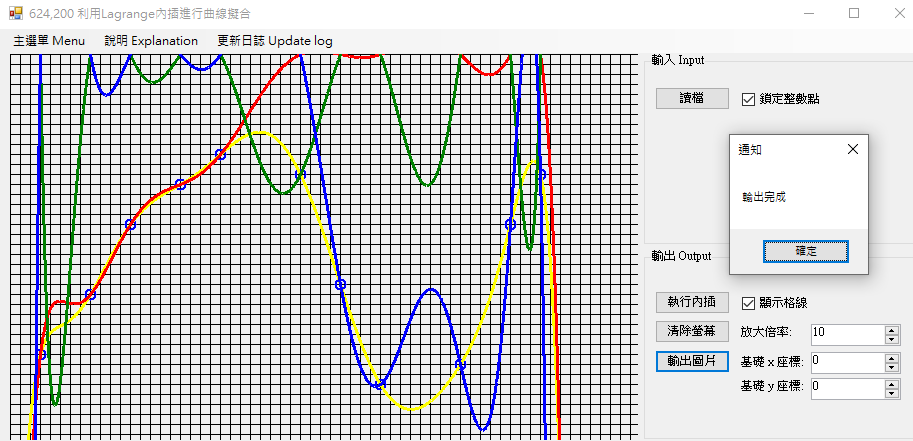 624,200 利用Lagrange內插進行曲線擬合
主選單 Menu 說明 Explanation 更新日誌 Update log
輸入 Input
讀檔 鎖定整數點
通知
輸出完成
確定
輸出 Output
執行內插 顯示格線
清除螢幕 放大倍率: 10
輸出圖片 基礎 x 座標: 0
基礎 y 座標: 0